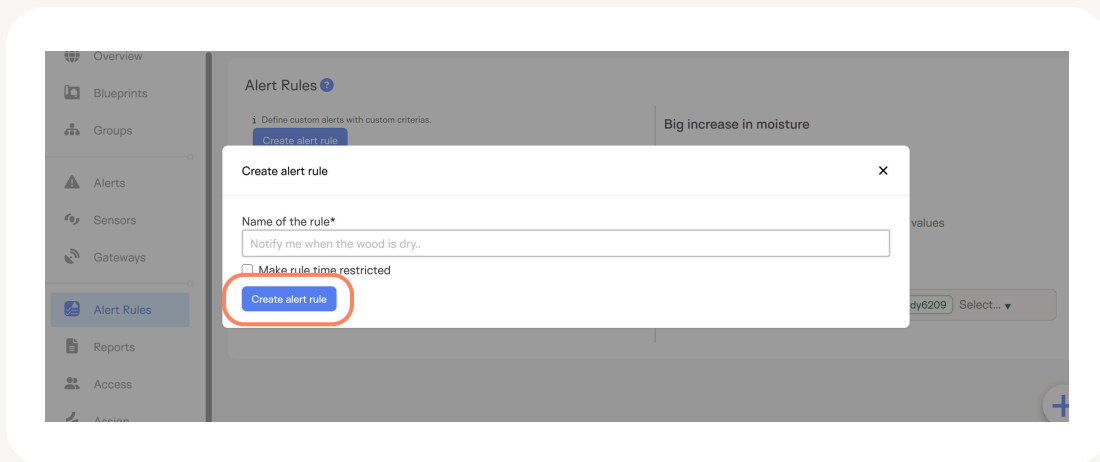 Overview
Blueprints
Groups
Alerts
Sensors
Gateways
Alert Rules
Reports
Access
Assign
Alert Rules ?
i Define custom alerts with custom criterias.
Create alert rule
Big increase in moisture
Create alert rule
Name of the rule*
Notify me when the wood is dry..
Make rule time restricted
Create alert rule
values
dy6209 Select...